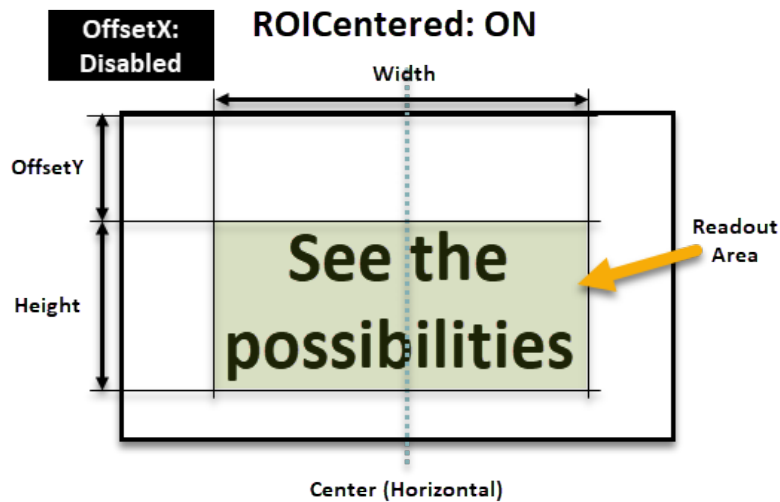 OffsetX:
Disabled
ROICentered: ON
Width
OffsetY
See the
possibilities
Readout
Area
Height
Center (Horizontal)